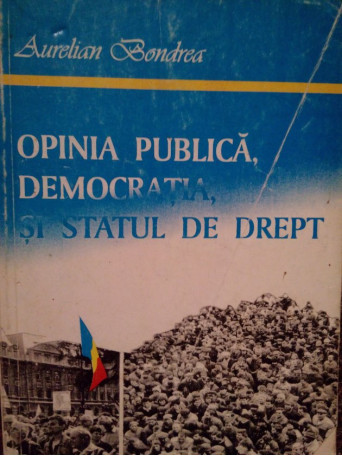 Aurelian Bondrea
OPINIA PUBLICĂ,
DEMOCRAȚIA,
ȘI STATUL DE DREPT